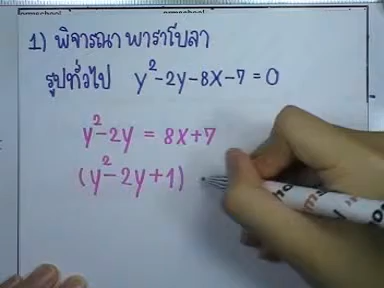 1) พิจารณา พาราโบลา
รูปทั่วไป y²-2y-8x-7 = 0
y²-2y = 8x+7
(y²-2y+1)